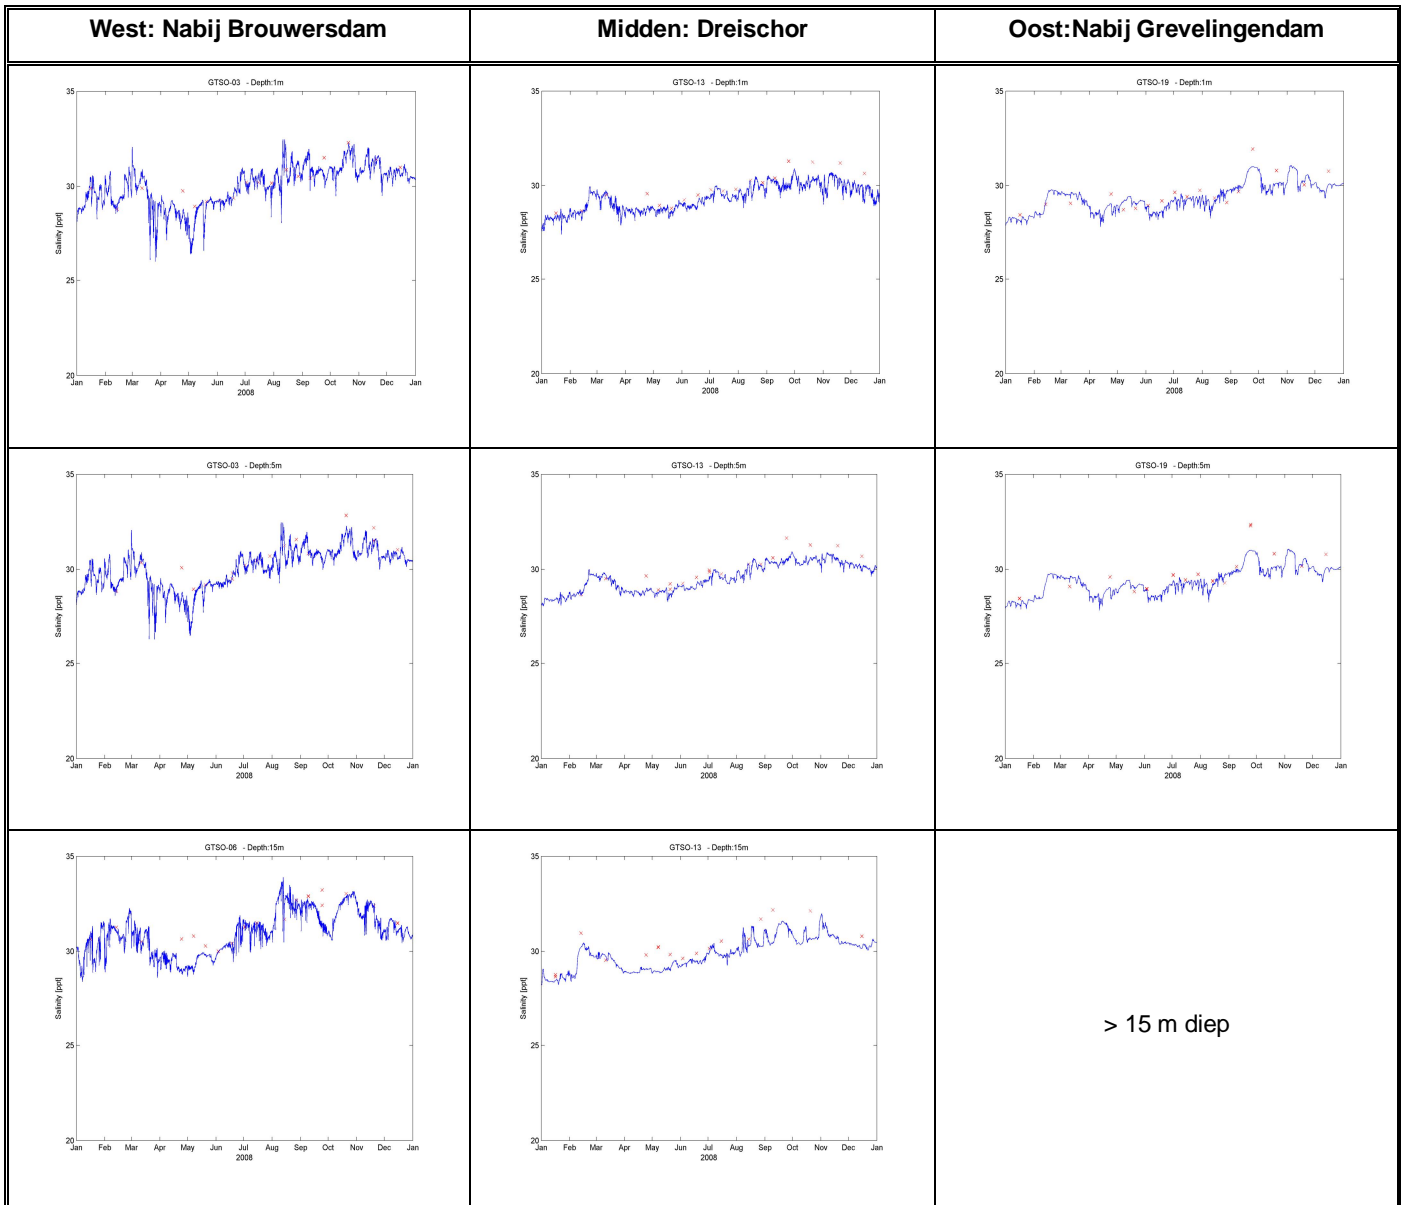 West: Nabij Brouwersdam
Midden: Dreischor
Oost:Nabij Grevelingendam
GTSO-03 - Depth:1m
35
30
25
20
Salinity [ppt]
Jan Feb Mar Apr May Jun Jul Aug Sep Oct Nov Dec Jan
2008
GTSO-13 - Depth:1m
35
30
25
20
Salinity [ppt]
Jan Feb Mar Apr May Jun Jul Aug Sep Oct Nov Dec Jan
2008
GTSO-19 - Depth:1m
35
30
25
20
Salinity [ppt]
Jan Feb Mar Apr May Jun Jul Aug Sep Oct Nov Dec Jan
2008
GTSO-03 - Depth:5m
35
30
25
20
Salinity [ppt]
Jan Feb Mar Apr May Jun Jul Aug Sep Oct Nov Dec Jan
2008
GTSO-13 - Depth:5m
35
30
25
20
Salinity [ppt]
Jan Feb Mar Apr May Jun Jul Aug Sep Oct Nov Dec Jan
2008
GTSO-19 - Depth:5m
35
30
25
20
Salinity [ppt]
Jan Feb Mar Apr May Jun Jul Aug Sep Oct Nov Dec Jan
2008
GTSO-06 - Depth:15m
35
30
25
20
Salinity [ppt]
Jan Feb Mar Apr May Jun Jul Aug Sep Oct Nov Dec Jan
2008
GTSO-13 - Depth:15m
35
30
25
20
Salinity [ppt]
Jan Feb Mar Apr May Jun Jul Aug Sep Oct Nov Dec Jan
2008
> 15 m diep